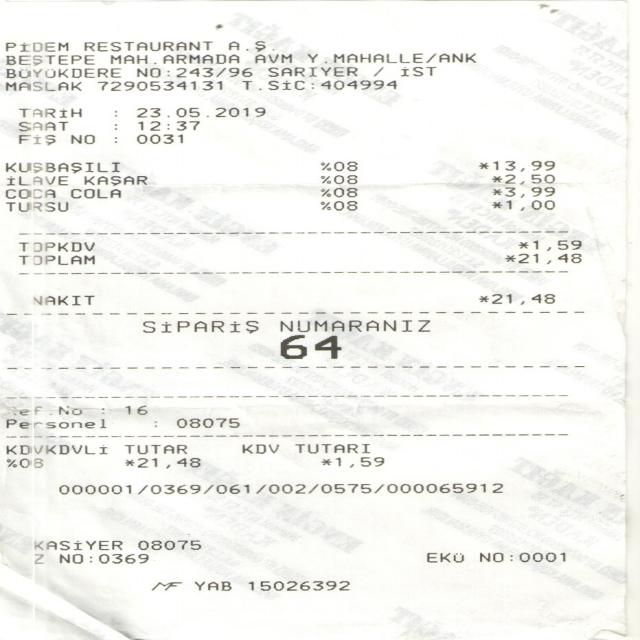 PİDEM RESTAURANT A.Ş.
BEŞTEPE MAH.ARMADA AVM Y.MAHALLE/ANK
BÜYÜKDERE NO:243/96 SARIYER / İST
MASLAK 7290534131 T.SİC:404994
TARİH : 23.05.2019
SAAT : 12:37
FİŞ NO : 0031
KUŞBAŞILI %08 *13,99
İLAVE KAŞAR %08 *2,50
COCA COLA %08 *3,99
TURŞU %08 *1,00
TOPKDV *1,59
TOPLAM *21,48
NAKIT *21,48
SİPARİŞ NUMARANIZ
64
Ref.No : 16
Personel : 08075
KDVKDVLİ TUTAR KDV TUTARI
%08 *21,48 *1,59
000001/0369/061/002/0575/000065912
KASİYER 08075
Z NO:0369 EKÜ NO:0001
MF YAB 15026392